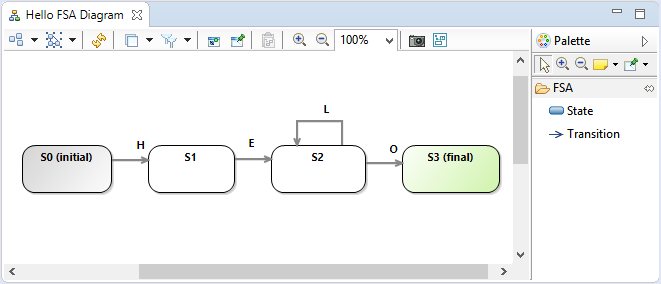 Hello FSA Diagram
100%
Palette
FSA
State
Transition
L
H
E
O
S0 (initial)
S1
S2
S3 (final)